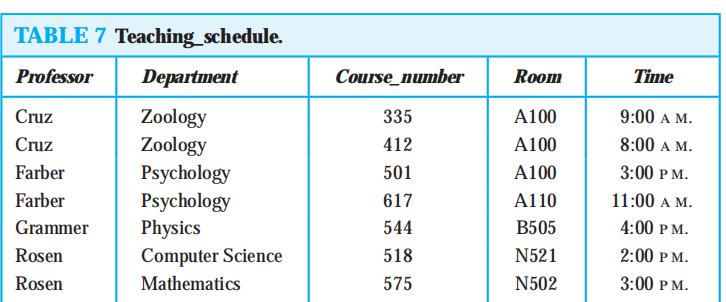 TABLE 7 Teaching_schedule.
Professor Department Course_number Room Time
Cruz Zoology 335 A100 9:00 A M.
Cruz Zoology 412 A100 8:00 A M.
Farber Psychology 501 A100 3:00 P M.
Farber Psychology 617 A110 11:00 A M.
Grammer Physics 544 B505 4:00 P M.
Rosen Computer Science 518 N521 2:00 P M.
Rosen Mathematics 575 N502 3:00 P M.